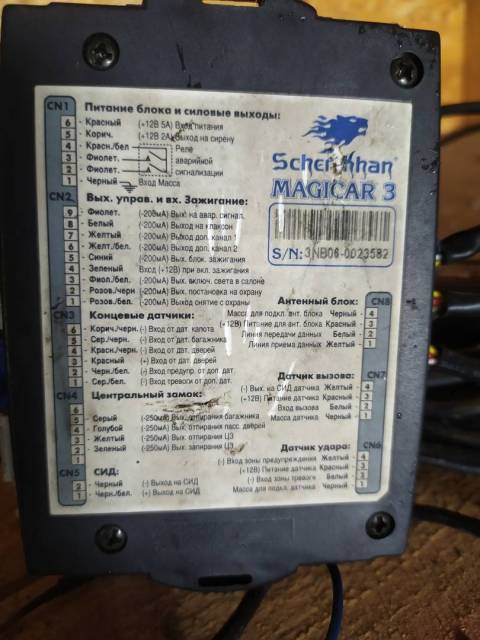 CN1 Питание блока и силовые выходы:
6 - Красный (+12В 5А) Вход питания
5 - Корич. (+12В 2А) Выход на сирену
4 - Красн./бел Реле
3 - Фиолет. аварийной
2 - Фиолет. сигнализации
1 - Черный Вход Масса
Scher-Khan
MAGICAR 3
S/N: 3NB06-0023582
CN2 Вых. управ. и вх. Зажигание:
9 - Фиолет. (-200мА) Вых на авар. сигнал.
8 - Белый (-200мА) Выход на клаксон
7 - Желтый (-200мА) Выход доп. канал 1
6 - Желт./бел (-200мА) Выход доп. канал 2
5 - Синий (-200мА) Вых. блок. зажигания
4 - Зеленый Вход (+12В) при вкл. зажигания
3 - Фиол./бел (-200мА) Вых. включ. света в салоне
2 - Розов./черн (-200мА) Вых. постановка на охрану
1 - Розов./бел (-200мА) Выход снятие с охраны
CN3 Концевые датчики:
6 - Корич./черн. (-) Вход от дат. капота
5 - Сер./черн. (-) Вход от дат. багажника
4 - Красн./черн. (-) Вход от дат. дверей
3 - Красн. (+) Вход от дат. дверей
2 - Черн./бел. (-) Вход предупр. от доп. дат.
1 - Сер./бел. (-) Вход тревоги от доп. дат.
Антенный блок: CN8
Масса для подкл. ант. блока Черный - 4
(+12В) Питание для ант. блока Красный - 3
Линия передачи данных Белый - 2
Линия приема данных Желтый - 1
CN4 Центральный замок:
6
5 - Серый (-250мА) Вых. отпирания багажника
4 - Голубой (-250мА) Вых. отпирания пасс. дверей
3 - Желтый (-250мА) Вых. отпирания ЦЗ
2 - Зеленый (-250мА) Вых. запирания ЦЗ
1
Датчик вызова: CN7
(-) Вых. на СИД датчика Желтый - 4
(+12В) Питание датчика Красный - 3
Вход вызова Белый - 2
Масса датчика Черный - 1
CN5 СИД:
2 - Черный (-) Выход на СИД
1 - Черн./бел. (+) Выход на СИД
Датчик удара: CN6
(-) Вход зоны предупреждения Желтый - 4
(+12В) Питание датчика Красный - 3
(-) Вход зоны тревоги Белый - 2
Масса для подкл. датчика Черный - 1